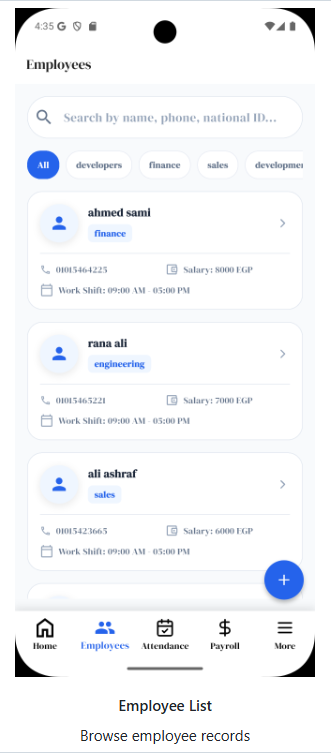 4:35
Employees
Search by name, phone, national ID...
All developers finance sales developmen
ahmed sami
finance
01015464225 Salary: 8000 EGP
Work Shift: 09:00 AM - 05:00 PM
rana ali
engineering
01015465221 Salary: 7000 EGP
Work Shift: 09:00 AM - 05:00 PM
ali ashraf
sales
01015423665 Salary: 6000 EGP
Work Shift: 09:00 AM - 05:00 PM
Home Employees Attendance Payroll More
Employee List
Browse employee records